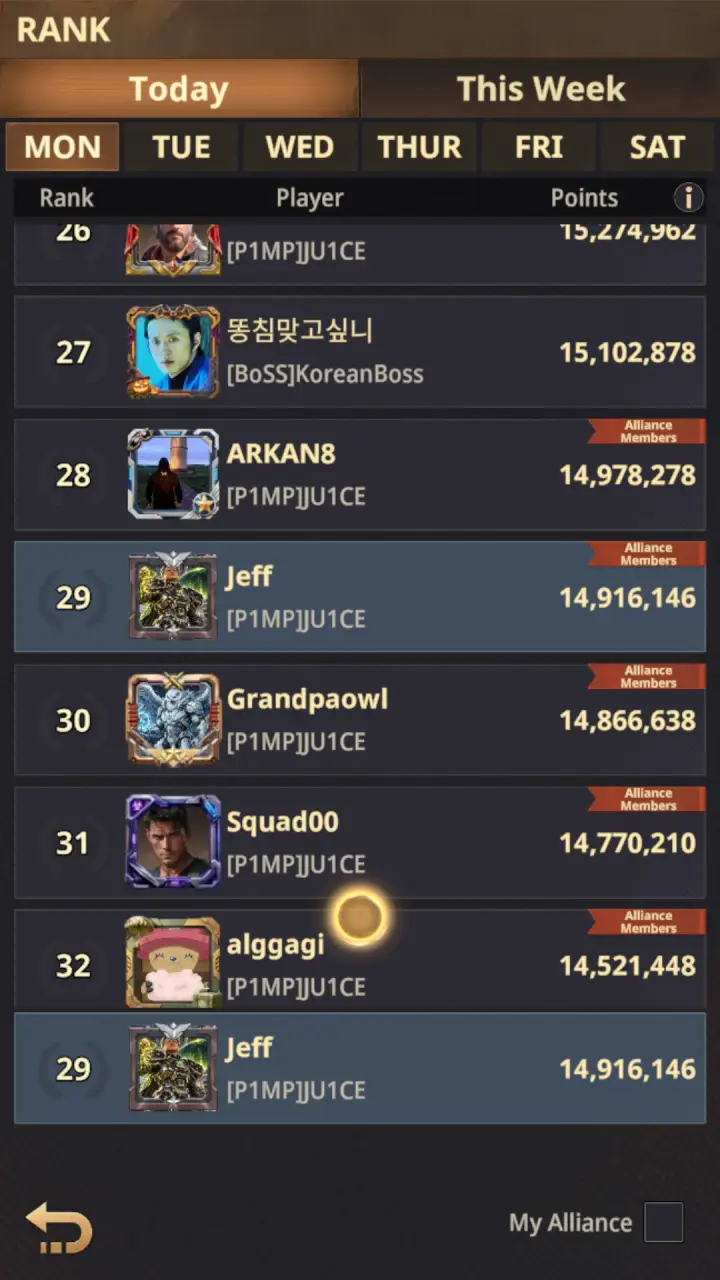 RANK
Today
This Week
MON
TUE
WED
THUR
FRI
SAT
Rank
Player
Points
i
26
[P1MP]JU1CE
15,274,962
27
똥침맞고싶니
[BoSS]KoreanBoss
15,102,878
28
ARKAN8
[P1MP]JU1CE
Alliance
Members
14,978,278
29
Jeff
[P1MP]JU1CE
Alliance
Members
14,916,146
30
Grandpaowl
[P1MP]JU1CE
Alliance
Members
14,866,638
31
Squad00
[P1MP]JU1CE
Alliance
Members
14,770,210
32
alggagi
[P1MP]JU1CE
Alliance
Members
14,521,448
29
Jeff
[P1MP]JU1CE
14,916,146
My Alliance